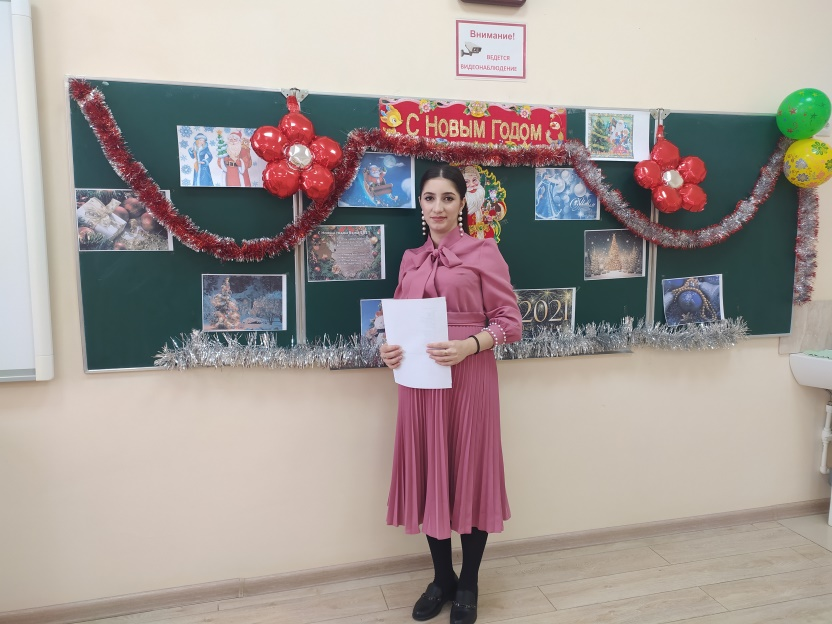 Внимание!
ВЕДЕТСЯ
ВИДЕОНАБЛЮДЕНИЕ
С Новым Годом
2021